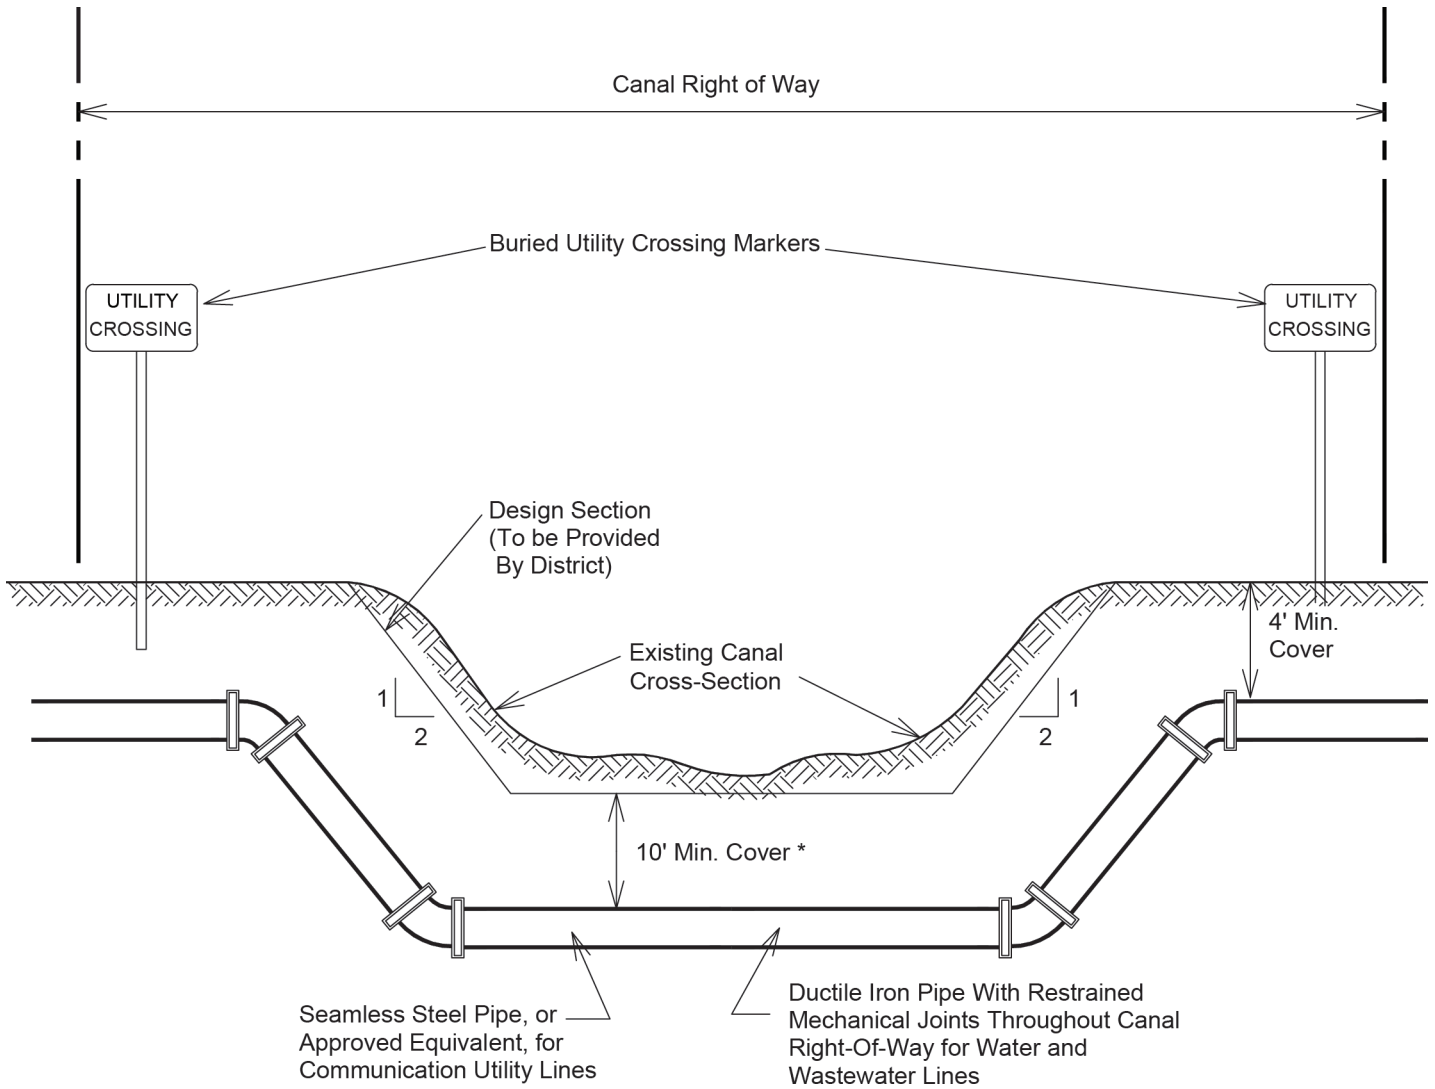 Canal Right of Way
Buried Utility Crossing Markers
UTILITY
CROSSING
UTILITY
CROSSING
Design Section
(To be Provided
By District)
4' Min.
Cover
Existing Canal
Cross-Section
1
2
1
2
10' Min. Cover *
Seamless Steel Pipe, or
Approved Equivalent, for
Communication Utility Lines
Ductile Iron Pipe With Restrained
Mechanical Joints Throughout Canal
Right-Of-Way for Water and
Wastewater Lines